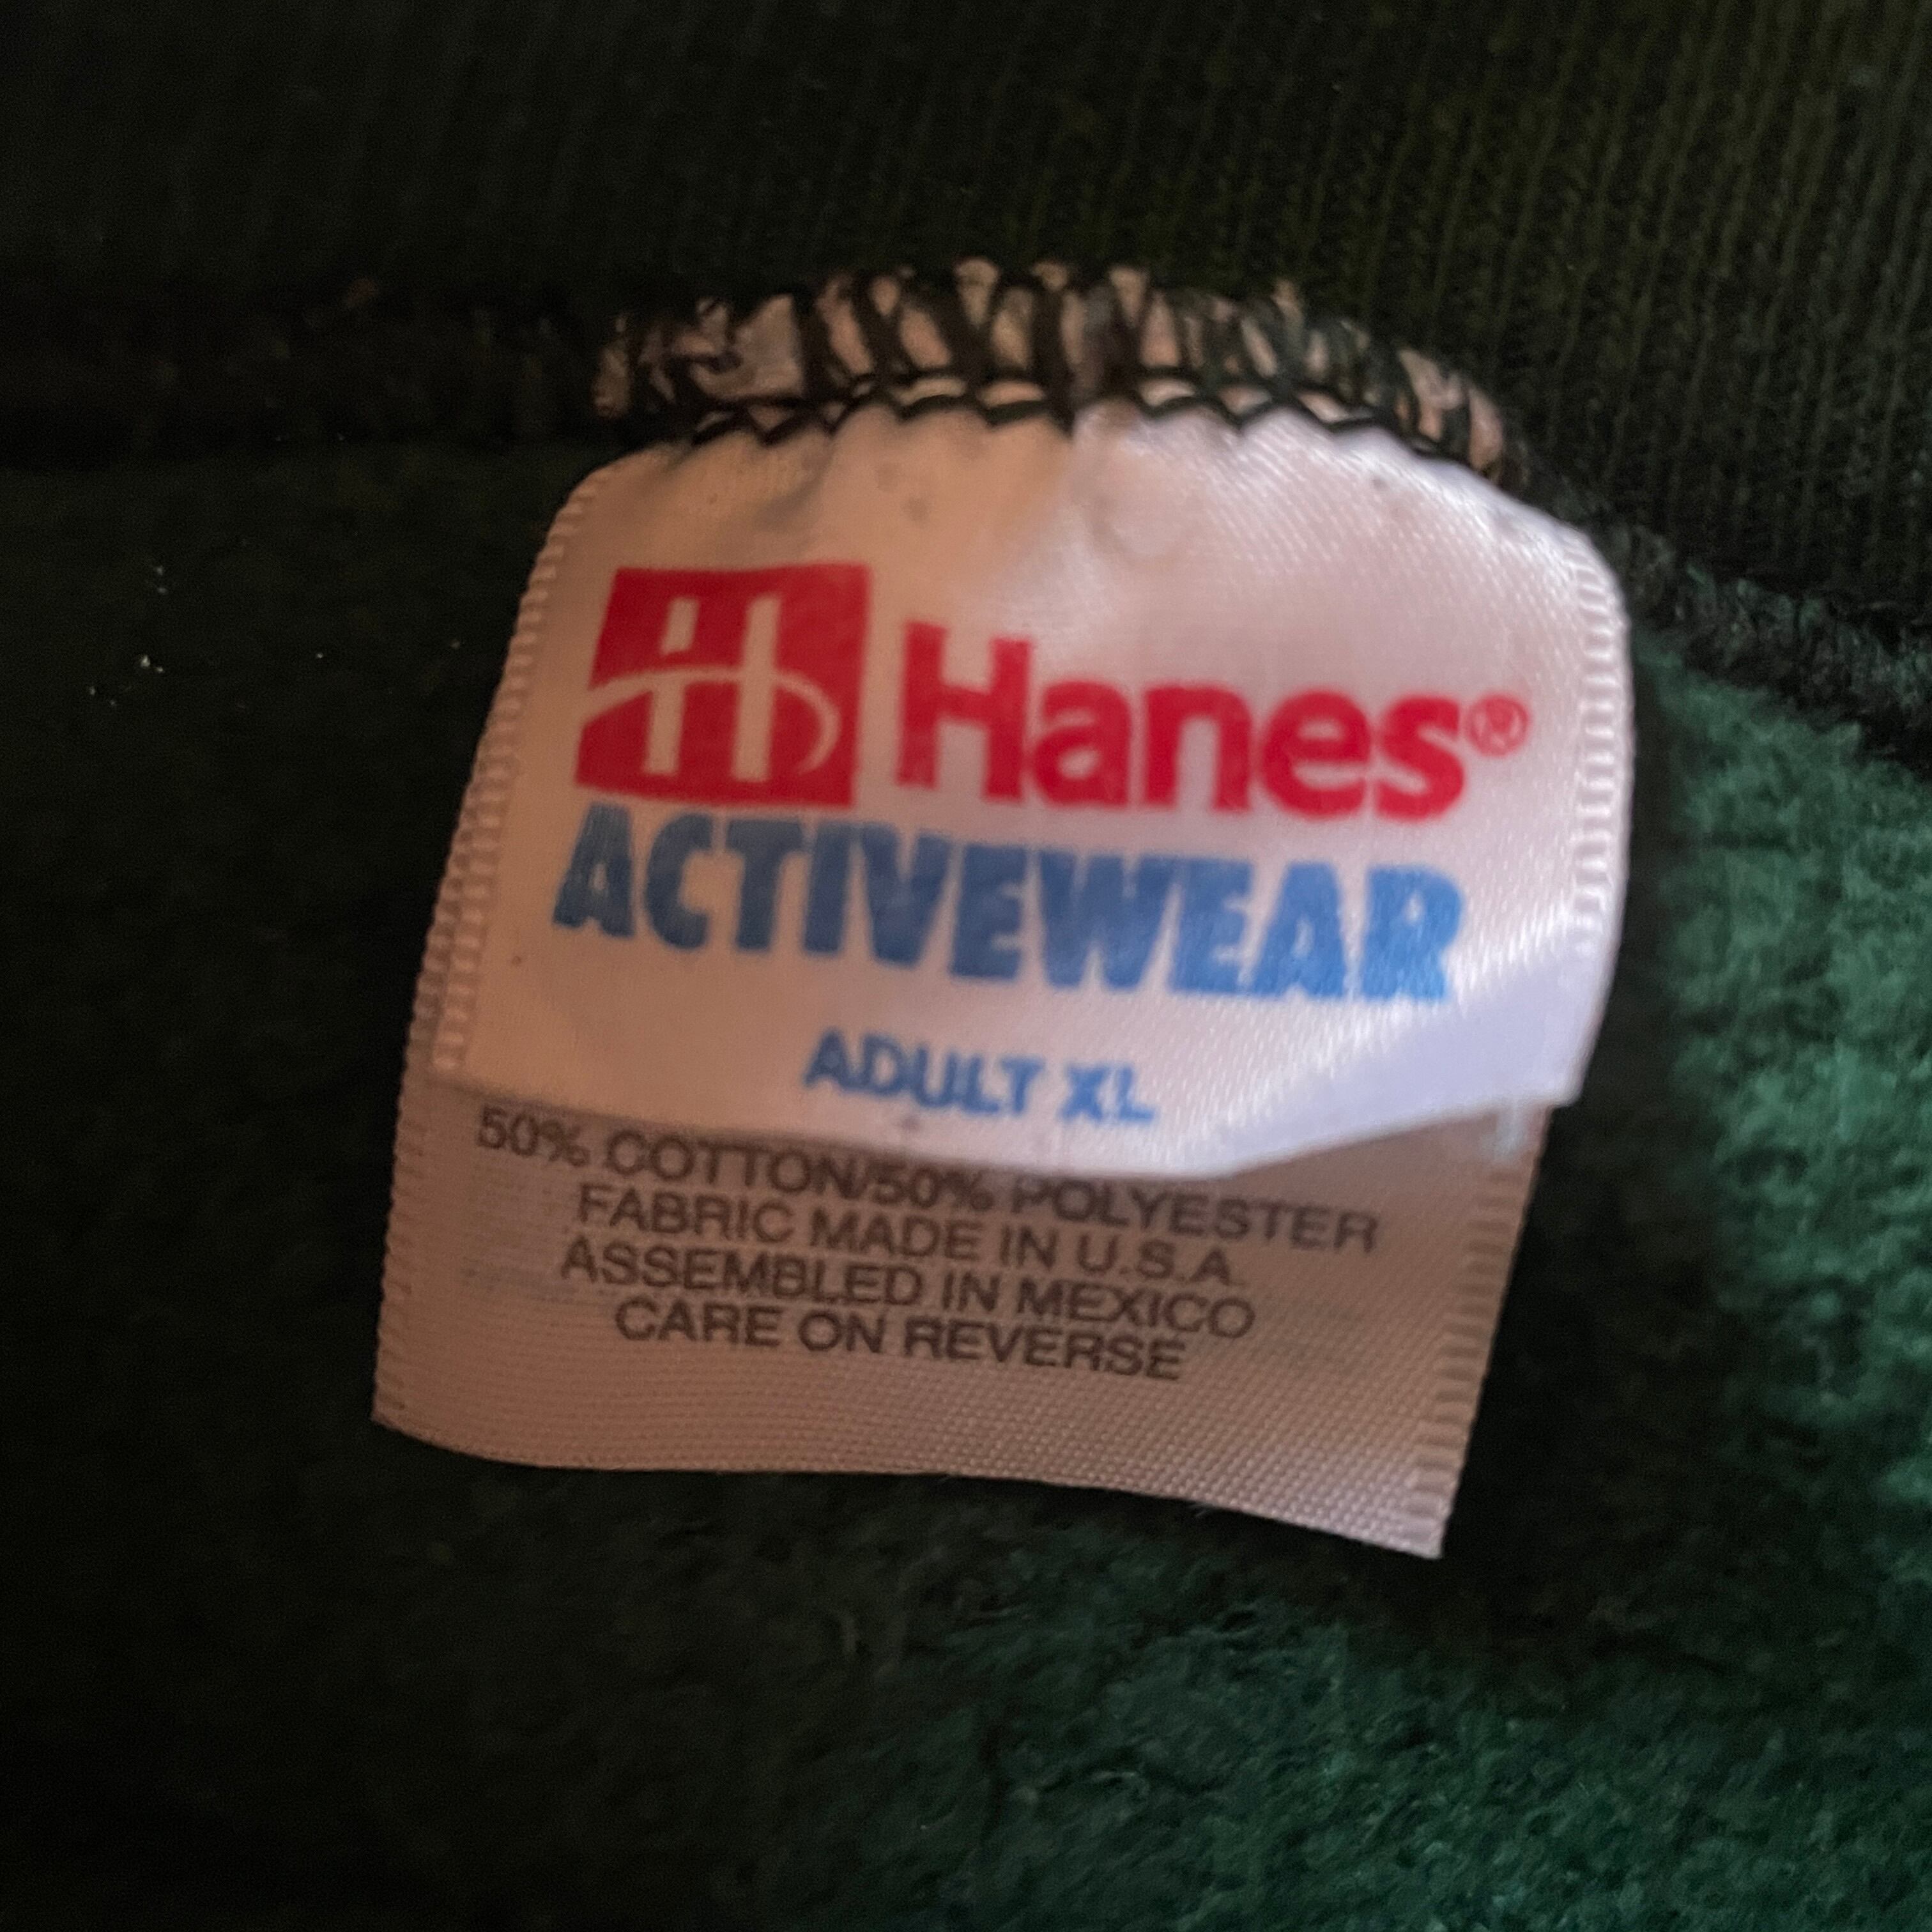 Hanes®
ACTIVEWEAR
ADULT XL
50% COTTON/50% POLYESTER
FABRIC MADE IN U.S.A.
ASSEMBLED IN MEXICO
CARE ON REVERSE